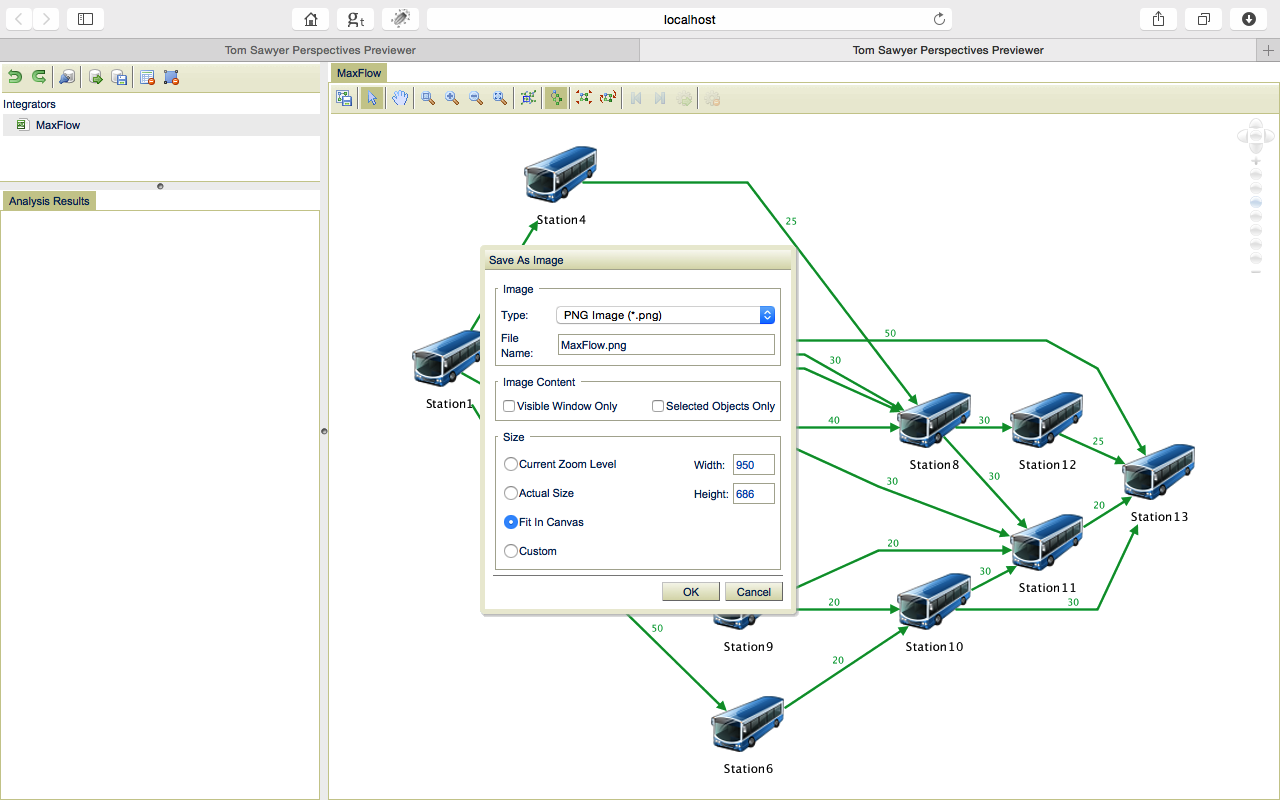 localhost
Tom Sawyer Perspectives Previewer
Tom Sawyer Perspectives Previewer
Integrators
MaxFlow
Analysis Results
MaxFlow
Station4
25
Save As Image
Image
Type:
PNG Image (*.png)
File
Name:
MaxFlow.png
Image Content
Visible Window Only
Selected Objects Only
Size
Current Zoom Level
Width:
950
Actual Size
Height:
686
Fit In Canvas
Custom
OK
Cancel
Station1
50
30
40
30
Station8
30
Station12
25
30
Station13
20
20
Station11
30
30
20
Station9
Station10
50
20
Station6